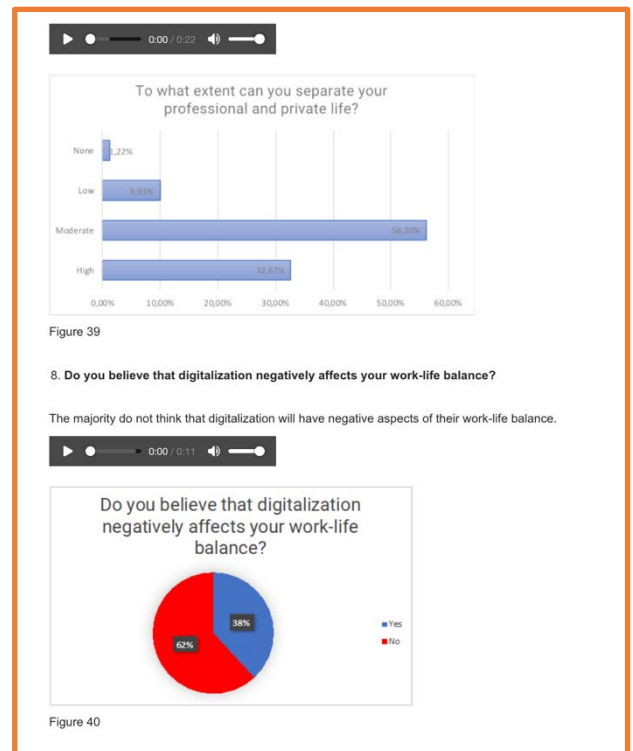 0:00 / 0:22
To what extent can you separate your
professional and private life?
None 1,22%
Low 9,91%
Moderate 56,20%
High 32,67%
0,00% 10,00% 20,00% 30,00% 40,00% 50,00% 60,00%
Figure 39
8. Do you believe that digitalization negatively affects your work-life balance?
The majority do not think that digitalization will have negative aspects of their work-life balance.
0:00 / 0:11
Do you believe that digitalization
negatively affects your work-life
balance?
38%
Yes
62%
No
Figure 40